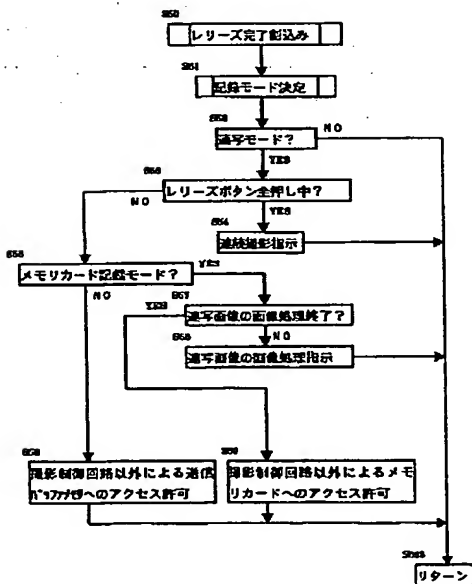 レリーズ完了割込み
記録モード決定
連写モード?
NO
YES
レリーズボタン全押し中?
NO
YES
連続撮影指示
メモリカード記録モード?
YES
NO
連写画像の画像処理終了?
YES
NO
連写画像の画像処理指示
撮影制御回路以外による送信
バッファメモリへのアクセス許可
撮影制御回路以外によるメモ
リカードへのアクセス許可
リターン